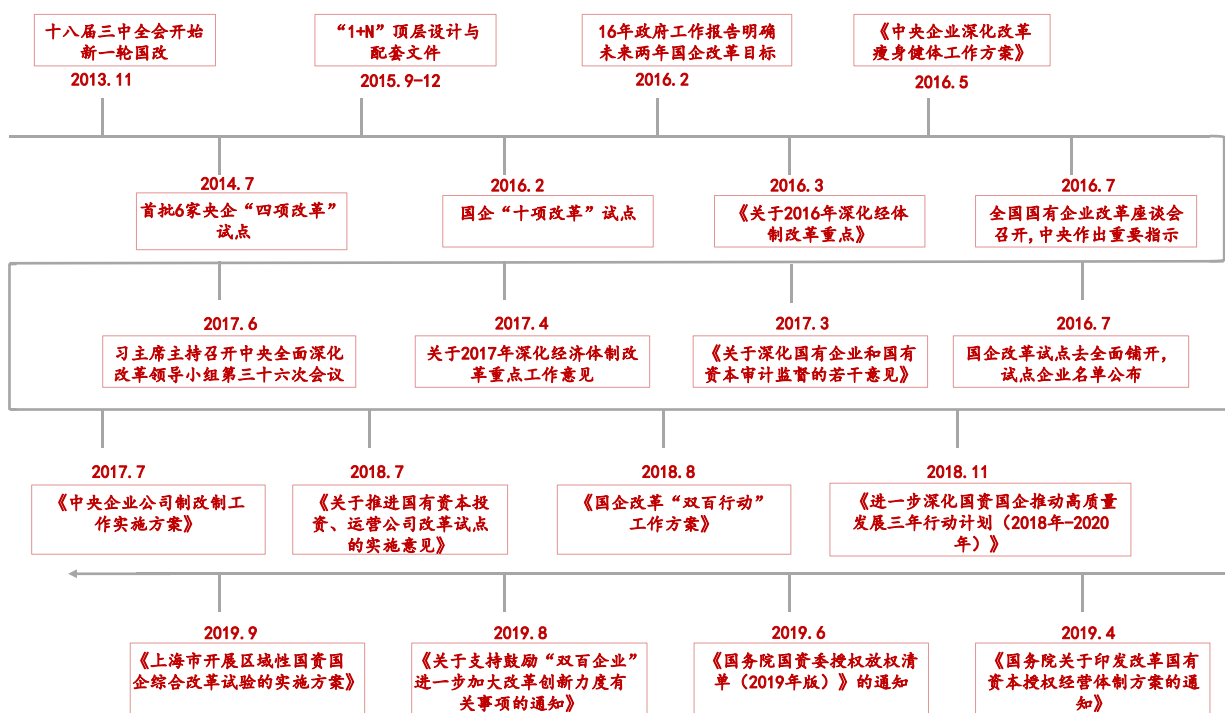 十八届三中全会开始
新一轮国改
2013.11
“1+N”顶层设计与
配套文件
2015.9-12
16年政府工作报告明确
未来两年国企改革目标
2016.2
《中央企业深化改革
瘦身健体工作方案》
2016.5
2014.7
首批6家央企“四项改革”
试点
2016.2
国企“十项改革”试点
2016.3
《关于2016年深化经体
制改革重点》
2016.7
全国国有企业改革座谈会
召开,中央作出重要指示
2017.6
习主席主持召开中央全面深化
改革领导小组第三十六次会议
2017.4
关于2017年深化经济体制改
革重点工作意见
2017.3
《关于深化国有企业和国有
资本审计监督的若干意见》
2016.7
国企改革试点去全面铺开,
试点企业名单公布
2017.7
《中央企业公司制改制工
作实施方案》
2018.7
《关于推进国有资本投
资、运营公司改革试点
的实施意见》
2018.8
《国企改革“双百行动”
工作方案》
2018.11
《进一步深化国资国企推动高质量
发展三年行动计划（2018年-2020
年）》
2019.9
《上海市开展区域性国资国
企综合改革试验的实施方案》
2019.8
《关于支持鼓励“双百企业”
进一步加大改革创新力度有
关事项的通知》
2019.6
《国务院国资委授权放权清
单（2019年版）》的通知
2019.4
《国务院关于印发改革国有
资本授权经营体制方案的通
知》